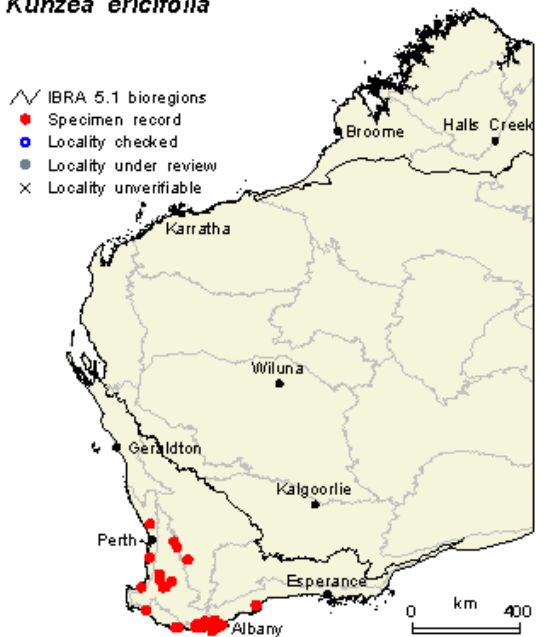 Kunzea ericifolia
IBRA 5.1 bioregions
Specimen record
Locality checked
Locality under review
Locality unverifiable
Broome
Halls Creek
Karratha
Wiluna
Geraldton
Kalgoorlie
Perth
Esperance
Albany
0 km 400